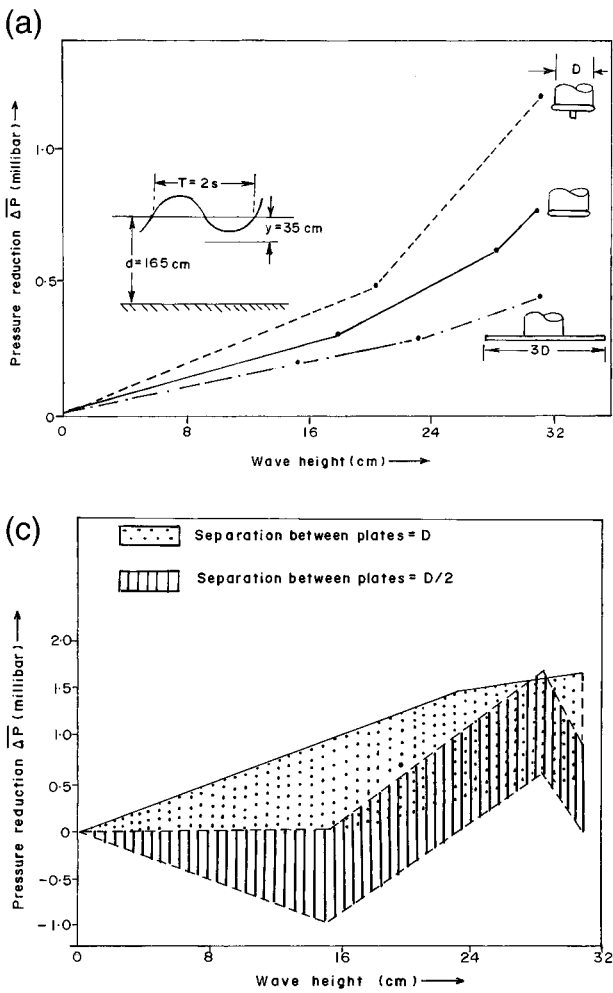 (a)
Pressure reduction ΔP (millibar)
1·0
0·5
0
T = 2s
y = 35 cm
d = 165 cm
D
3D
0 8 16 24 32
Wave height (cm)
(c)
Separation between plates = D
Separation between plates = D/2
Pressure reduction ΔP (millibar)
2·0
1·5
1·0
0·5
0
-0·5
-1·0
0 8 16 24 32
Wave height (cm)